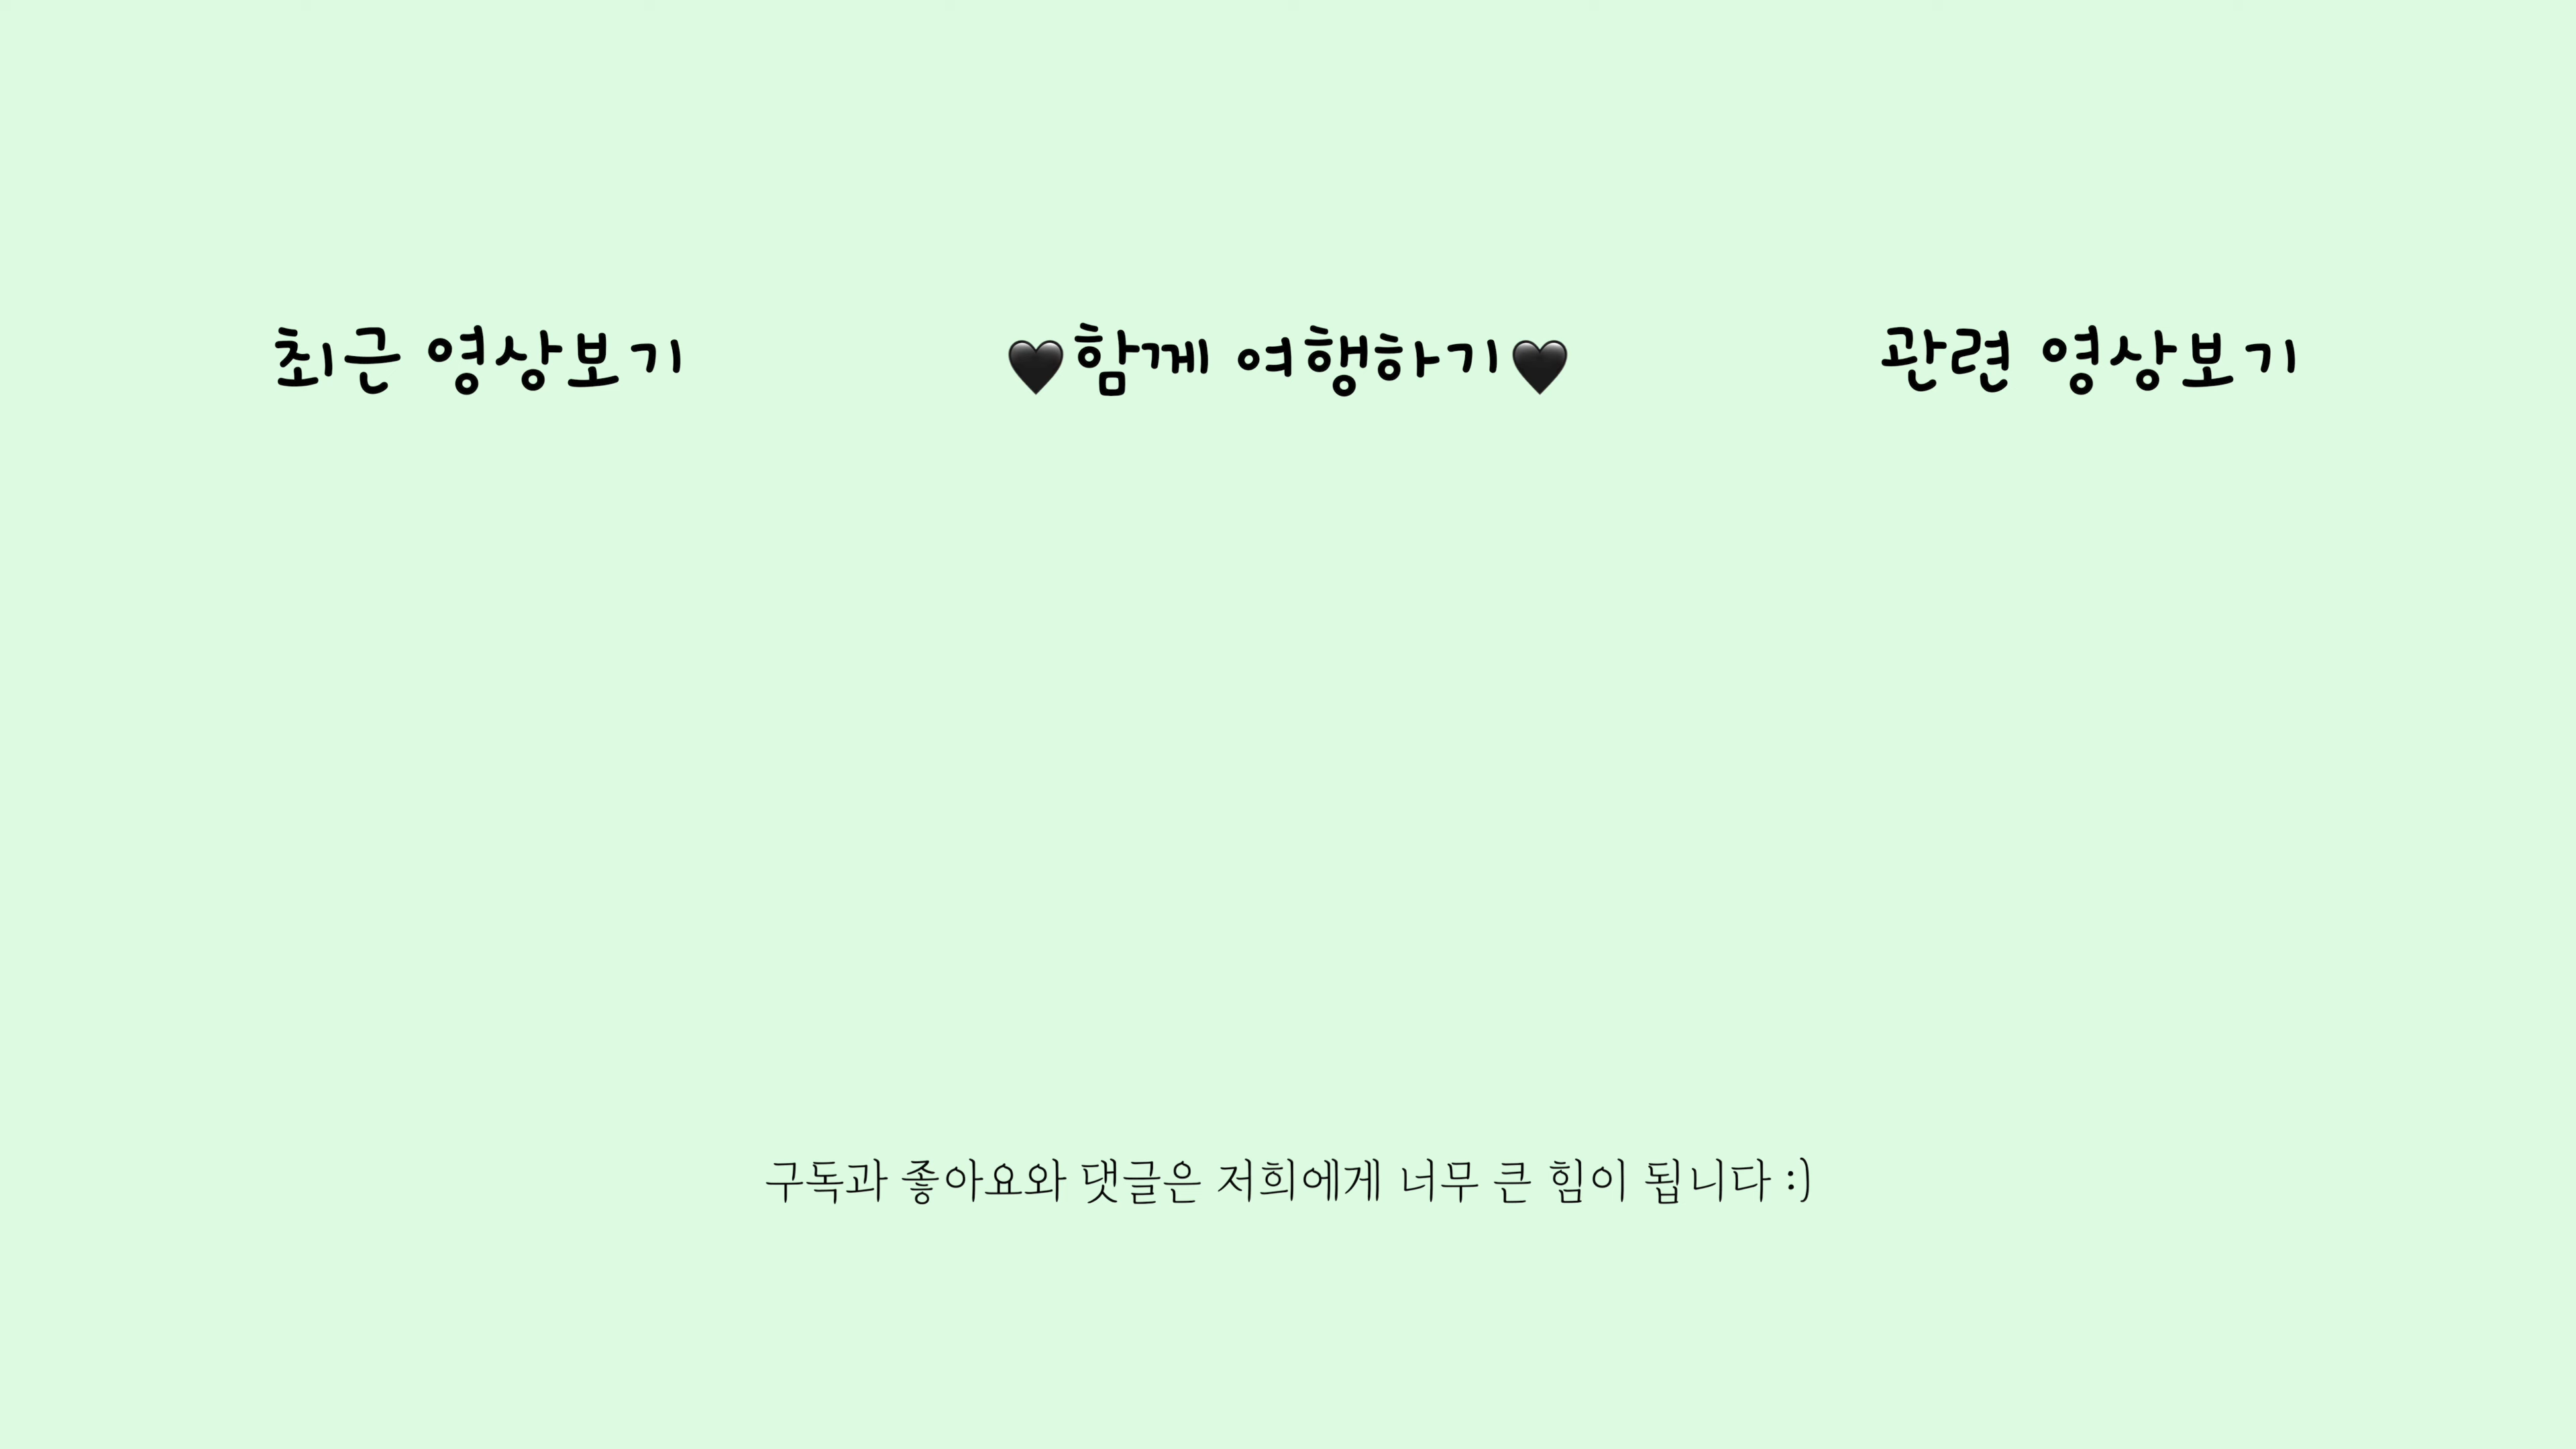 최근 영상보기
🖤함께 여행하기🖤
관련 영상보기
구독과 좋아요와 댓글은 저희에게 너무 큰 힘이 됩니다 :)